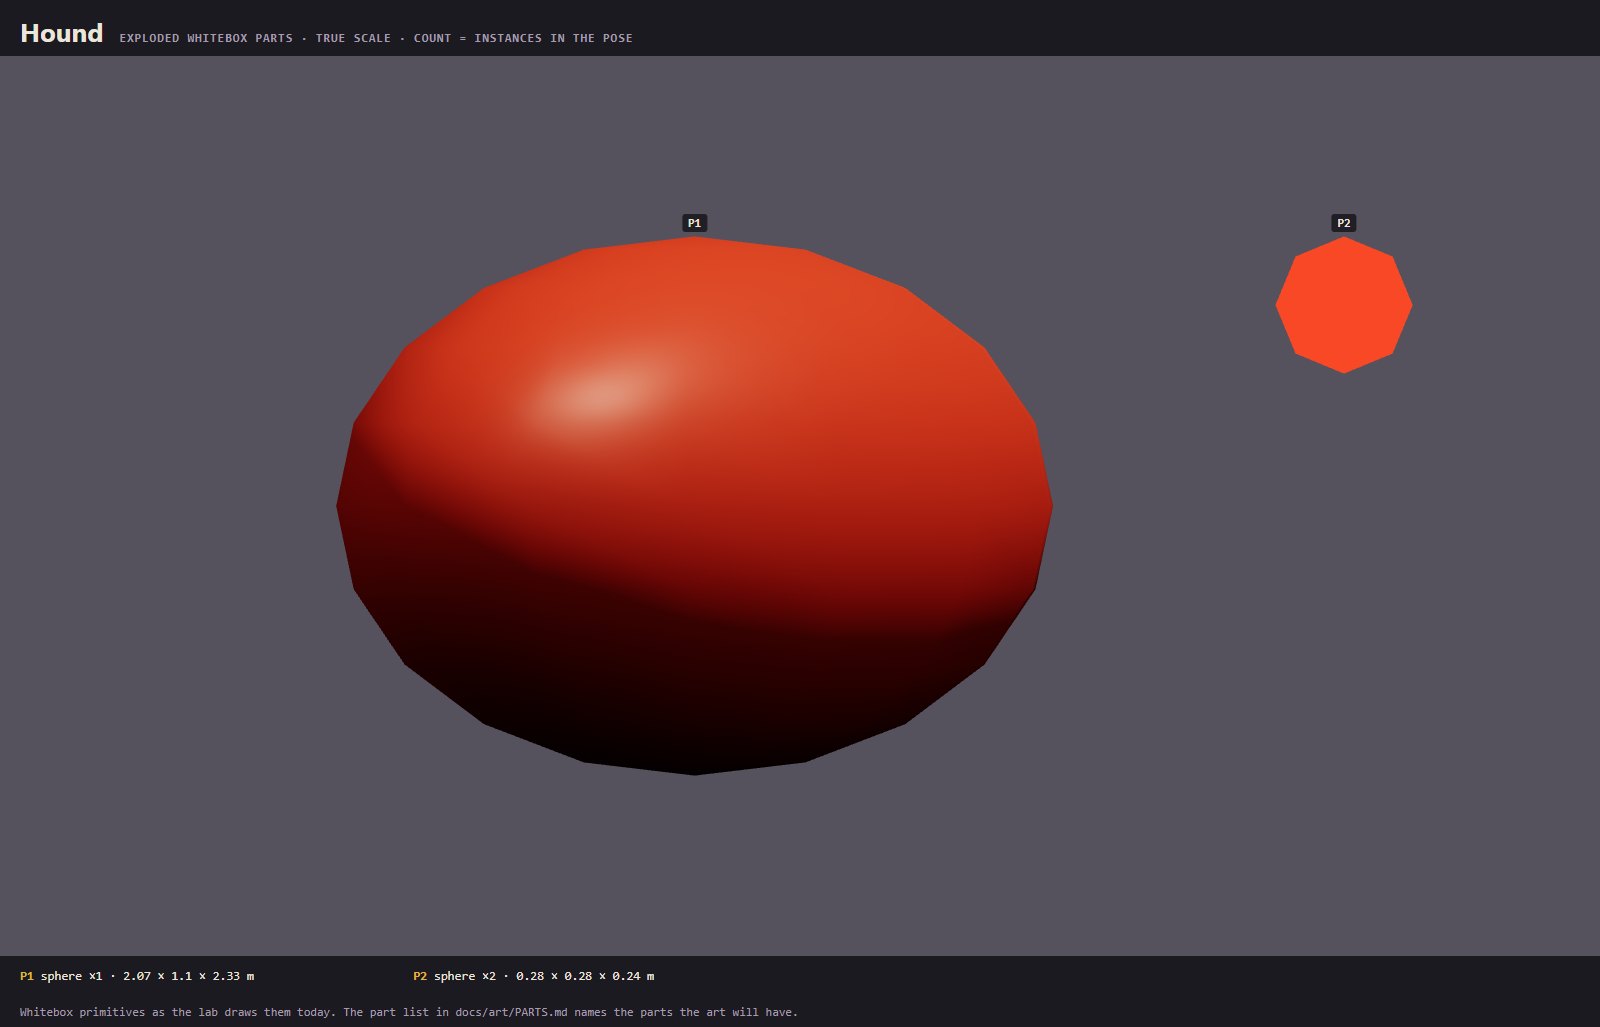 Hound EXPLODED WHITEBOX PARTS · TRUE SCALE · COUNT = INSTANCES IN THE POSE
P1
P2
P1 sphere ×1 · 2.07 × 1.1 × 2.33 m
P2 sphere ×2 · 0.28 × 0.28 × 0.24 m
Whitebox primitives as the lab draws them today. The part list in docs/art/PARTS.md names the parts the art will have.